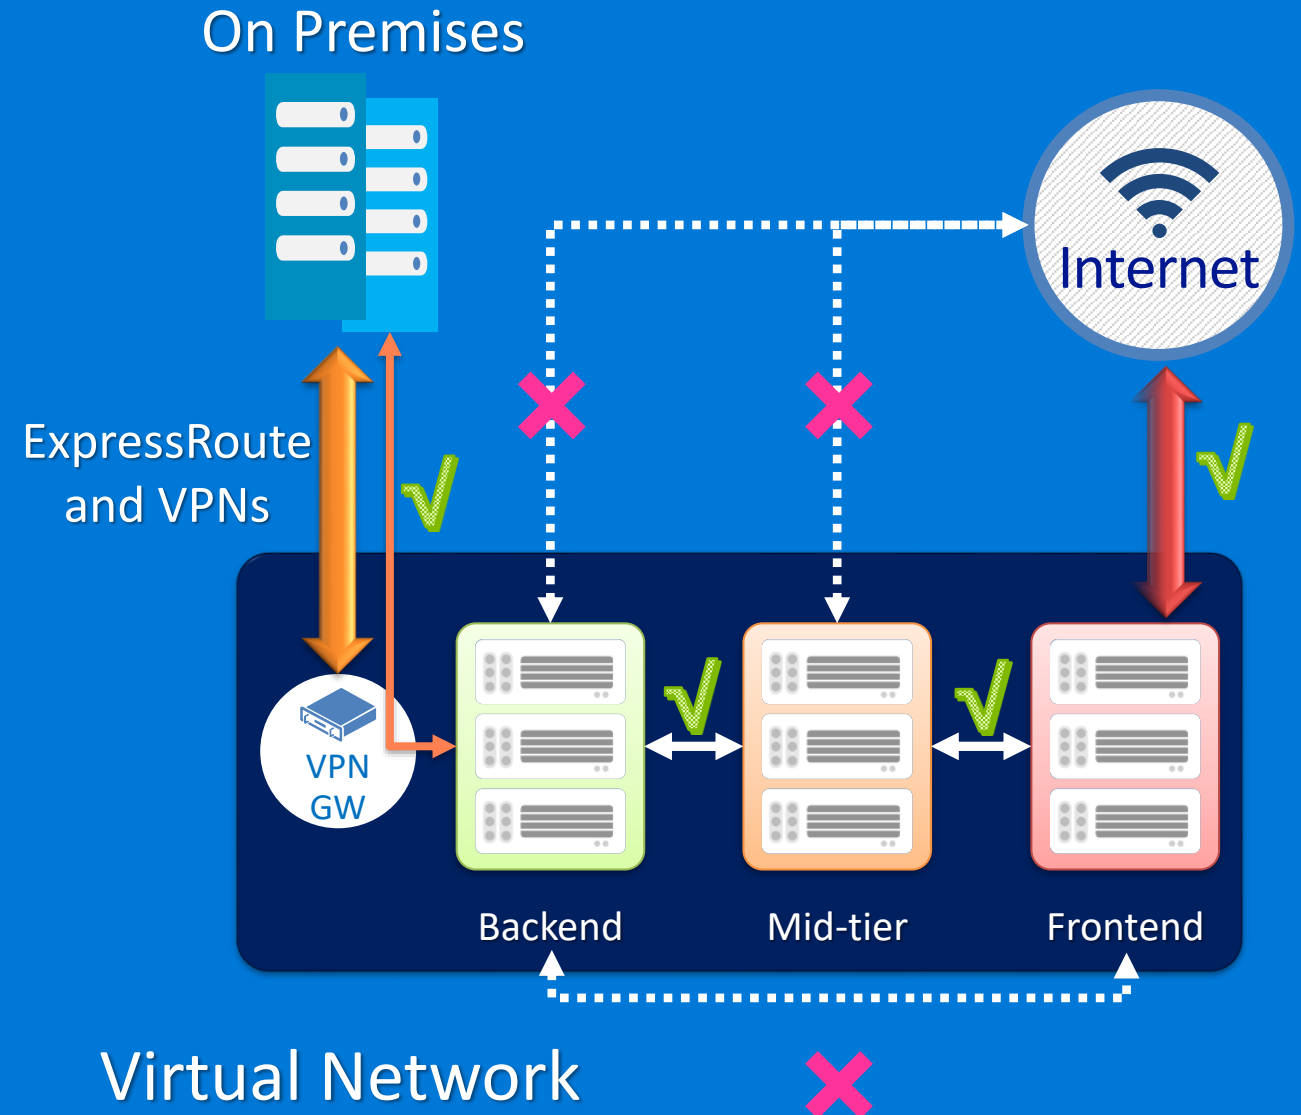 On Premises
Internet
ExpressRoute
and VPNs
VPN
GW
Backend
Mid-tier
Frontend
Virtual Network